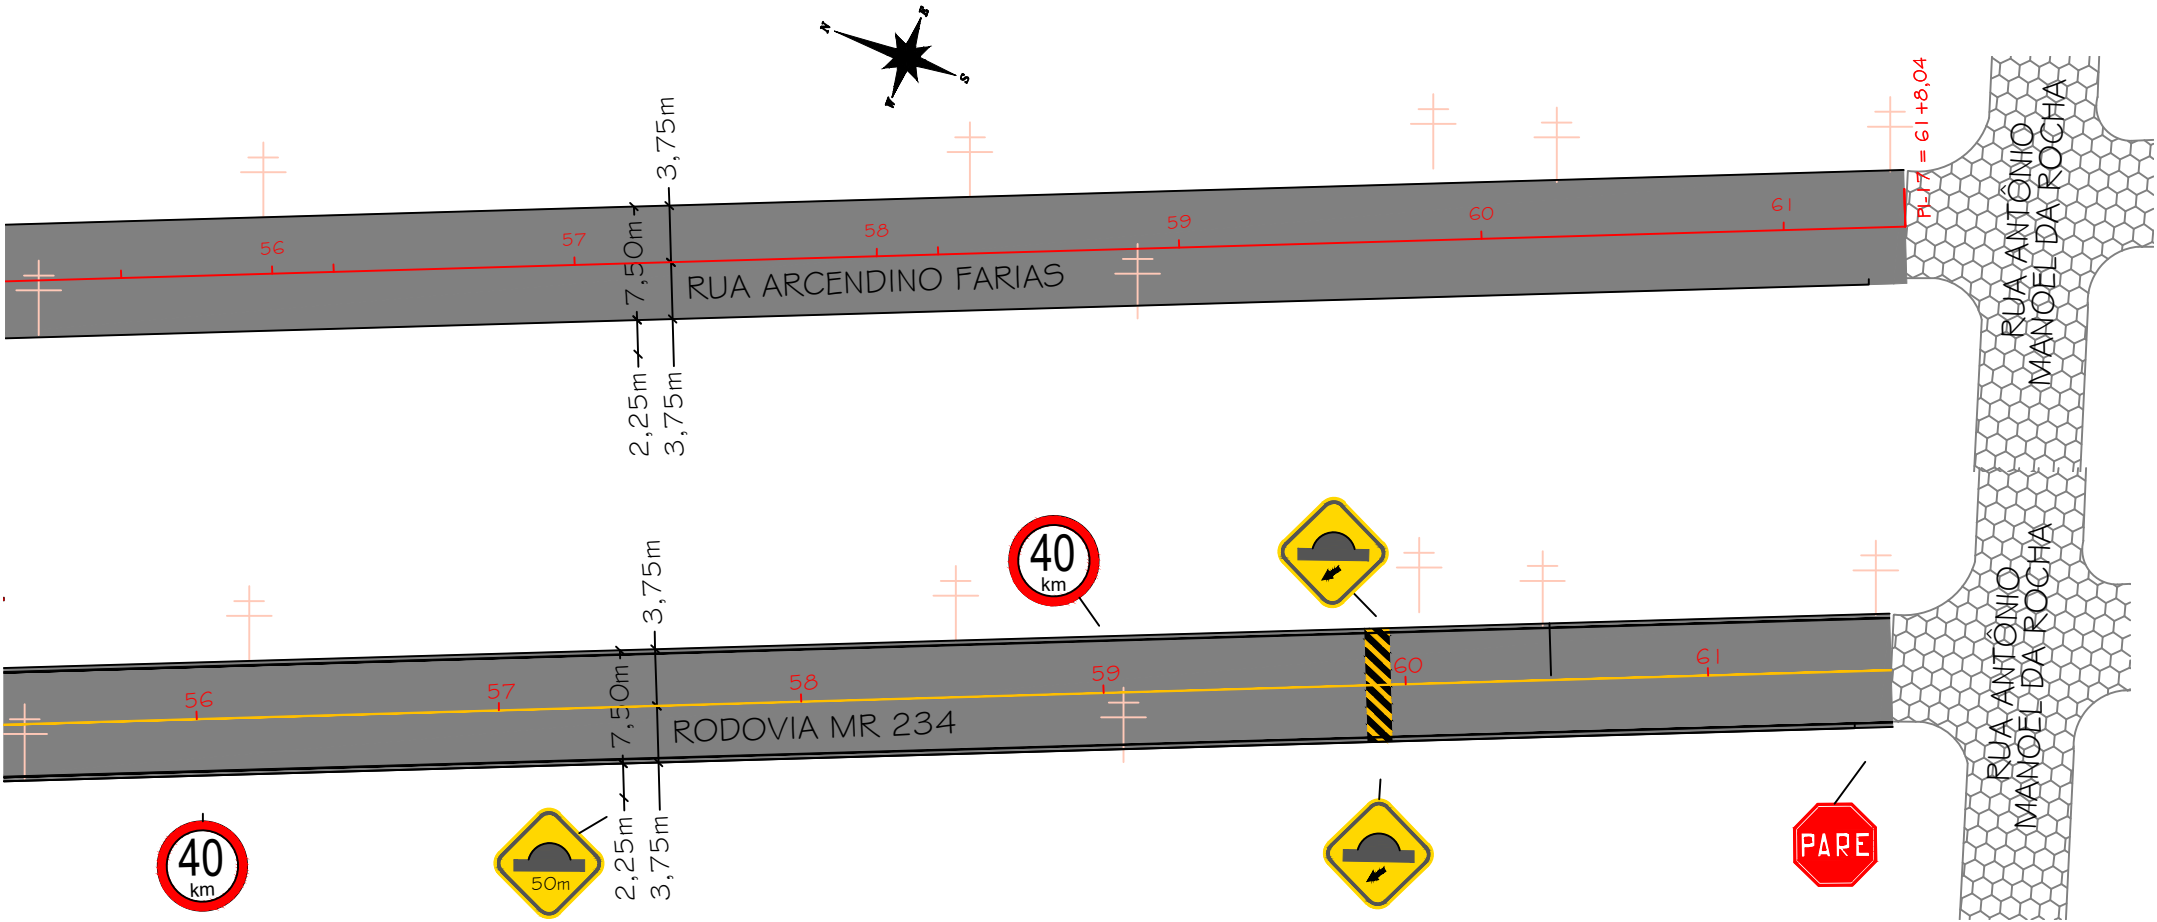 N
E
S
W
3,75m
7,50m
2,25m
3,75m
56
57
58
59
60
61
RUA ARCENDINO FARIAS
PI-17 = 61+8,04
RUA ANTÔNIO
MANOEL DA ROCHA
40
km
3,75m
7,50m
2,25m
3,75m
56
57
58
59
60
61
RODOVIA MR 234
RUA ANTÔNIO
MANOEL DA ROCHA
40
km
50m
PARE